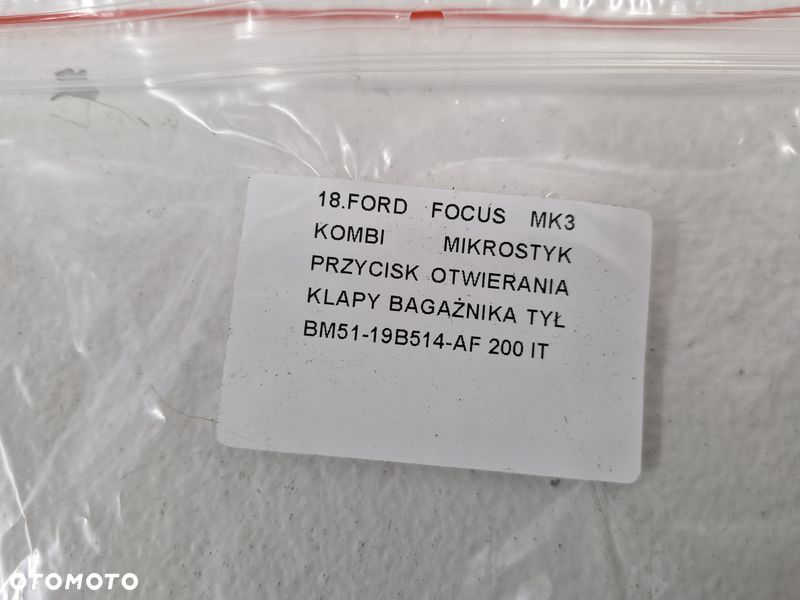 18.FORD FOCUS MK3
KOMBI MIKROSTYK
PRZYCISK OTWIERANIA
KLAPY BAGAŻNIKA TYŁ
BM51-19B514-AF 200 IT
OTOMOTO